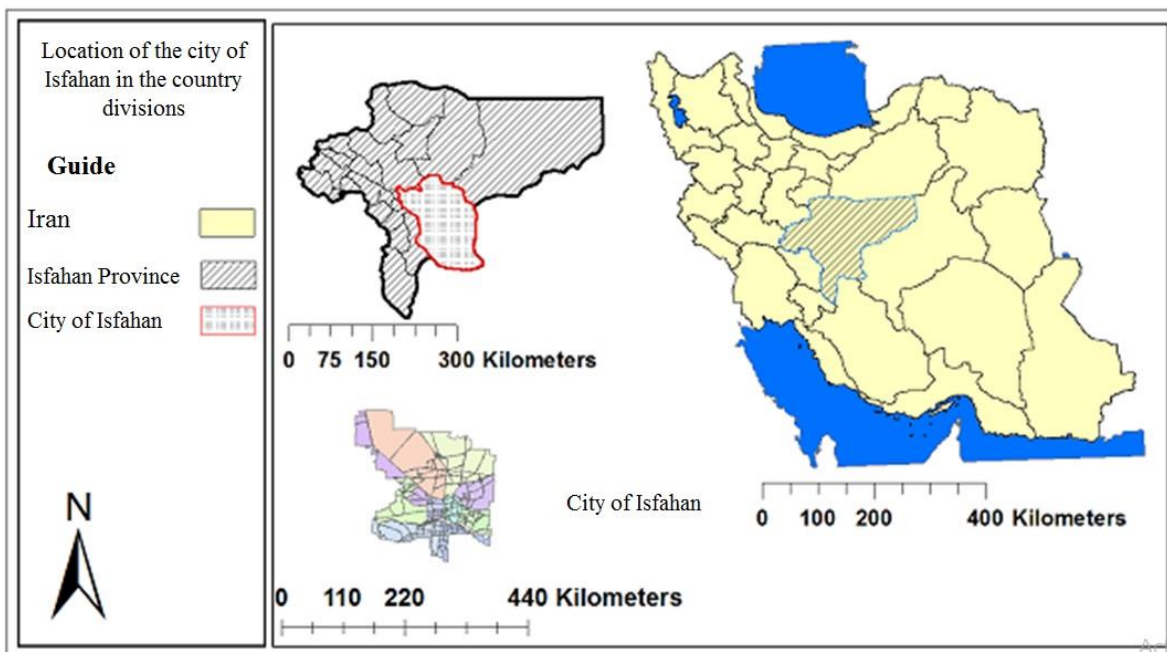 Location of the city of
Isfahan in the country
divisions
Guide
Iran
Isfahan Province
City of Isfahan
N
0 75 150 300 Kilometers
City of Isfahan
0 110 220 440 Kilometers
0 100 200 400 Kilometers